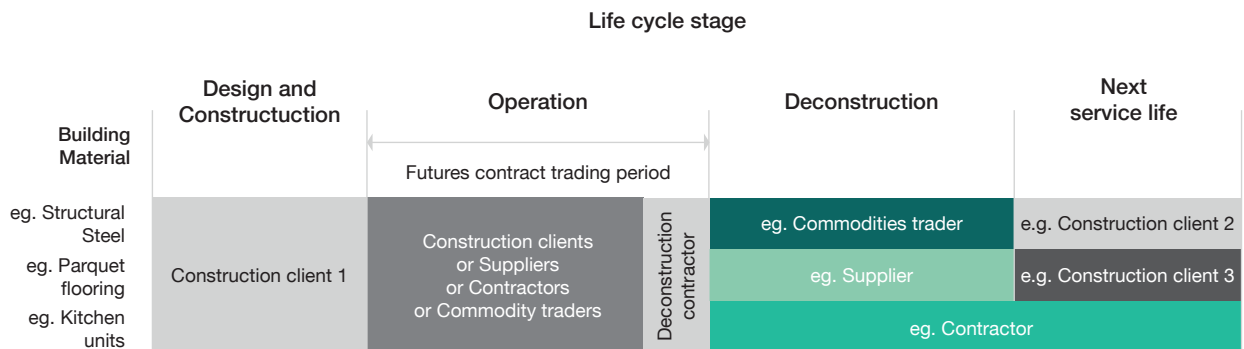 Life cycle stage
Design and
Constructuction
Operation
Deconstruction
Next
service life
Building
Material
Futures contract trading period
eg. Structural
Steel
eg. Parquet
flooring
eg. Kitchen
units
Construction client 1
Construction clients
or Suppliers
or Contractors
or Commodity traders
Deconstruction
contractor
eg. Commodities trader
e.g. Construction client 2
eg. Supplier
e.g. Construction client 3
eg. Contractor